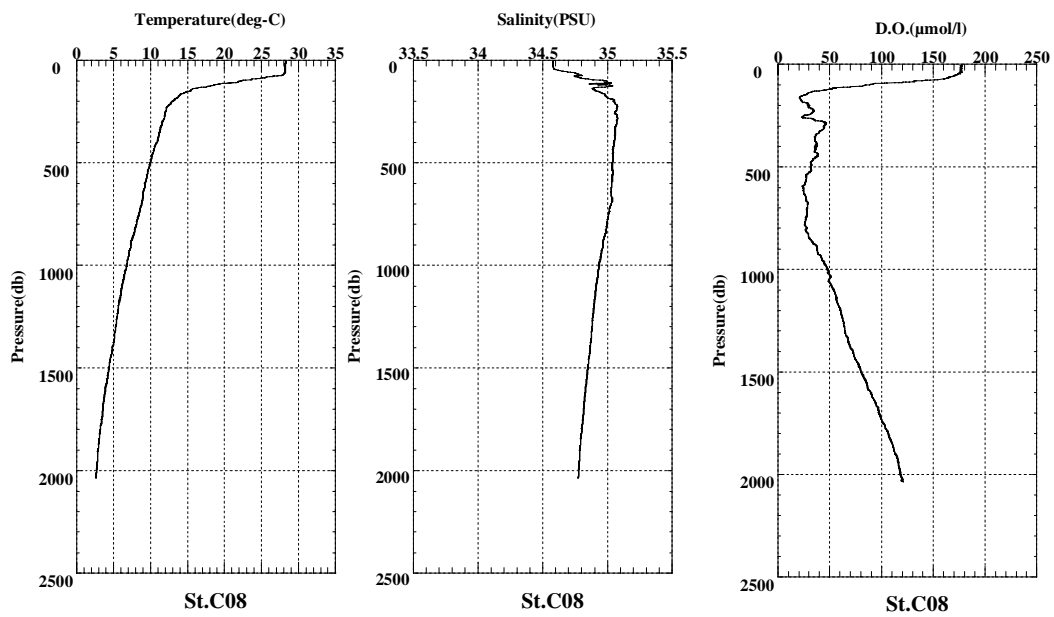 Temperature(deg-C)
0 5 10 15 20 25 30 35
0
500
1000
1500
2000
2500
Pressure(db)
St.C08
Salinity(PSU)
33.5 34 34.5 35 35.5
0
500
1000
1500
2000
2500
Pressure(db)
St.C08
D.O.(μmol/l)
0 50 100 150 200 250
0
500
1000
1500
2000
2500
Pressure(db)
St.C08